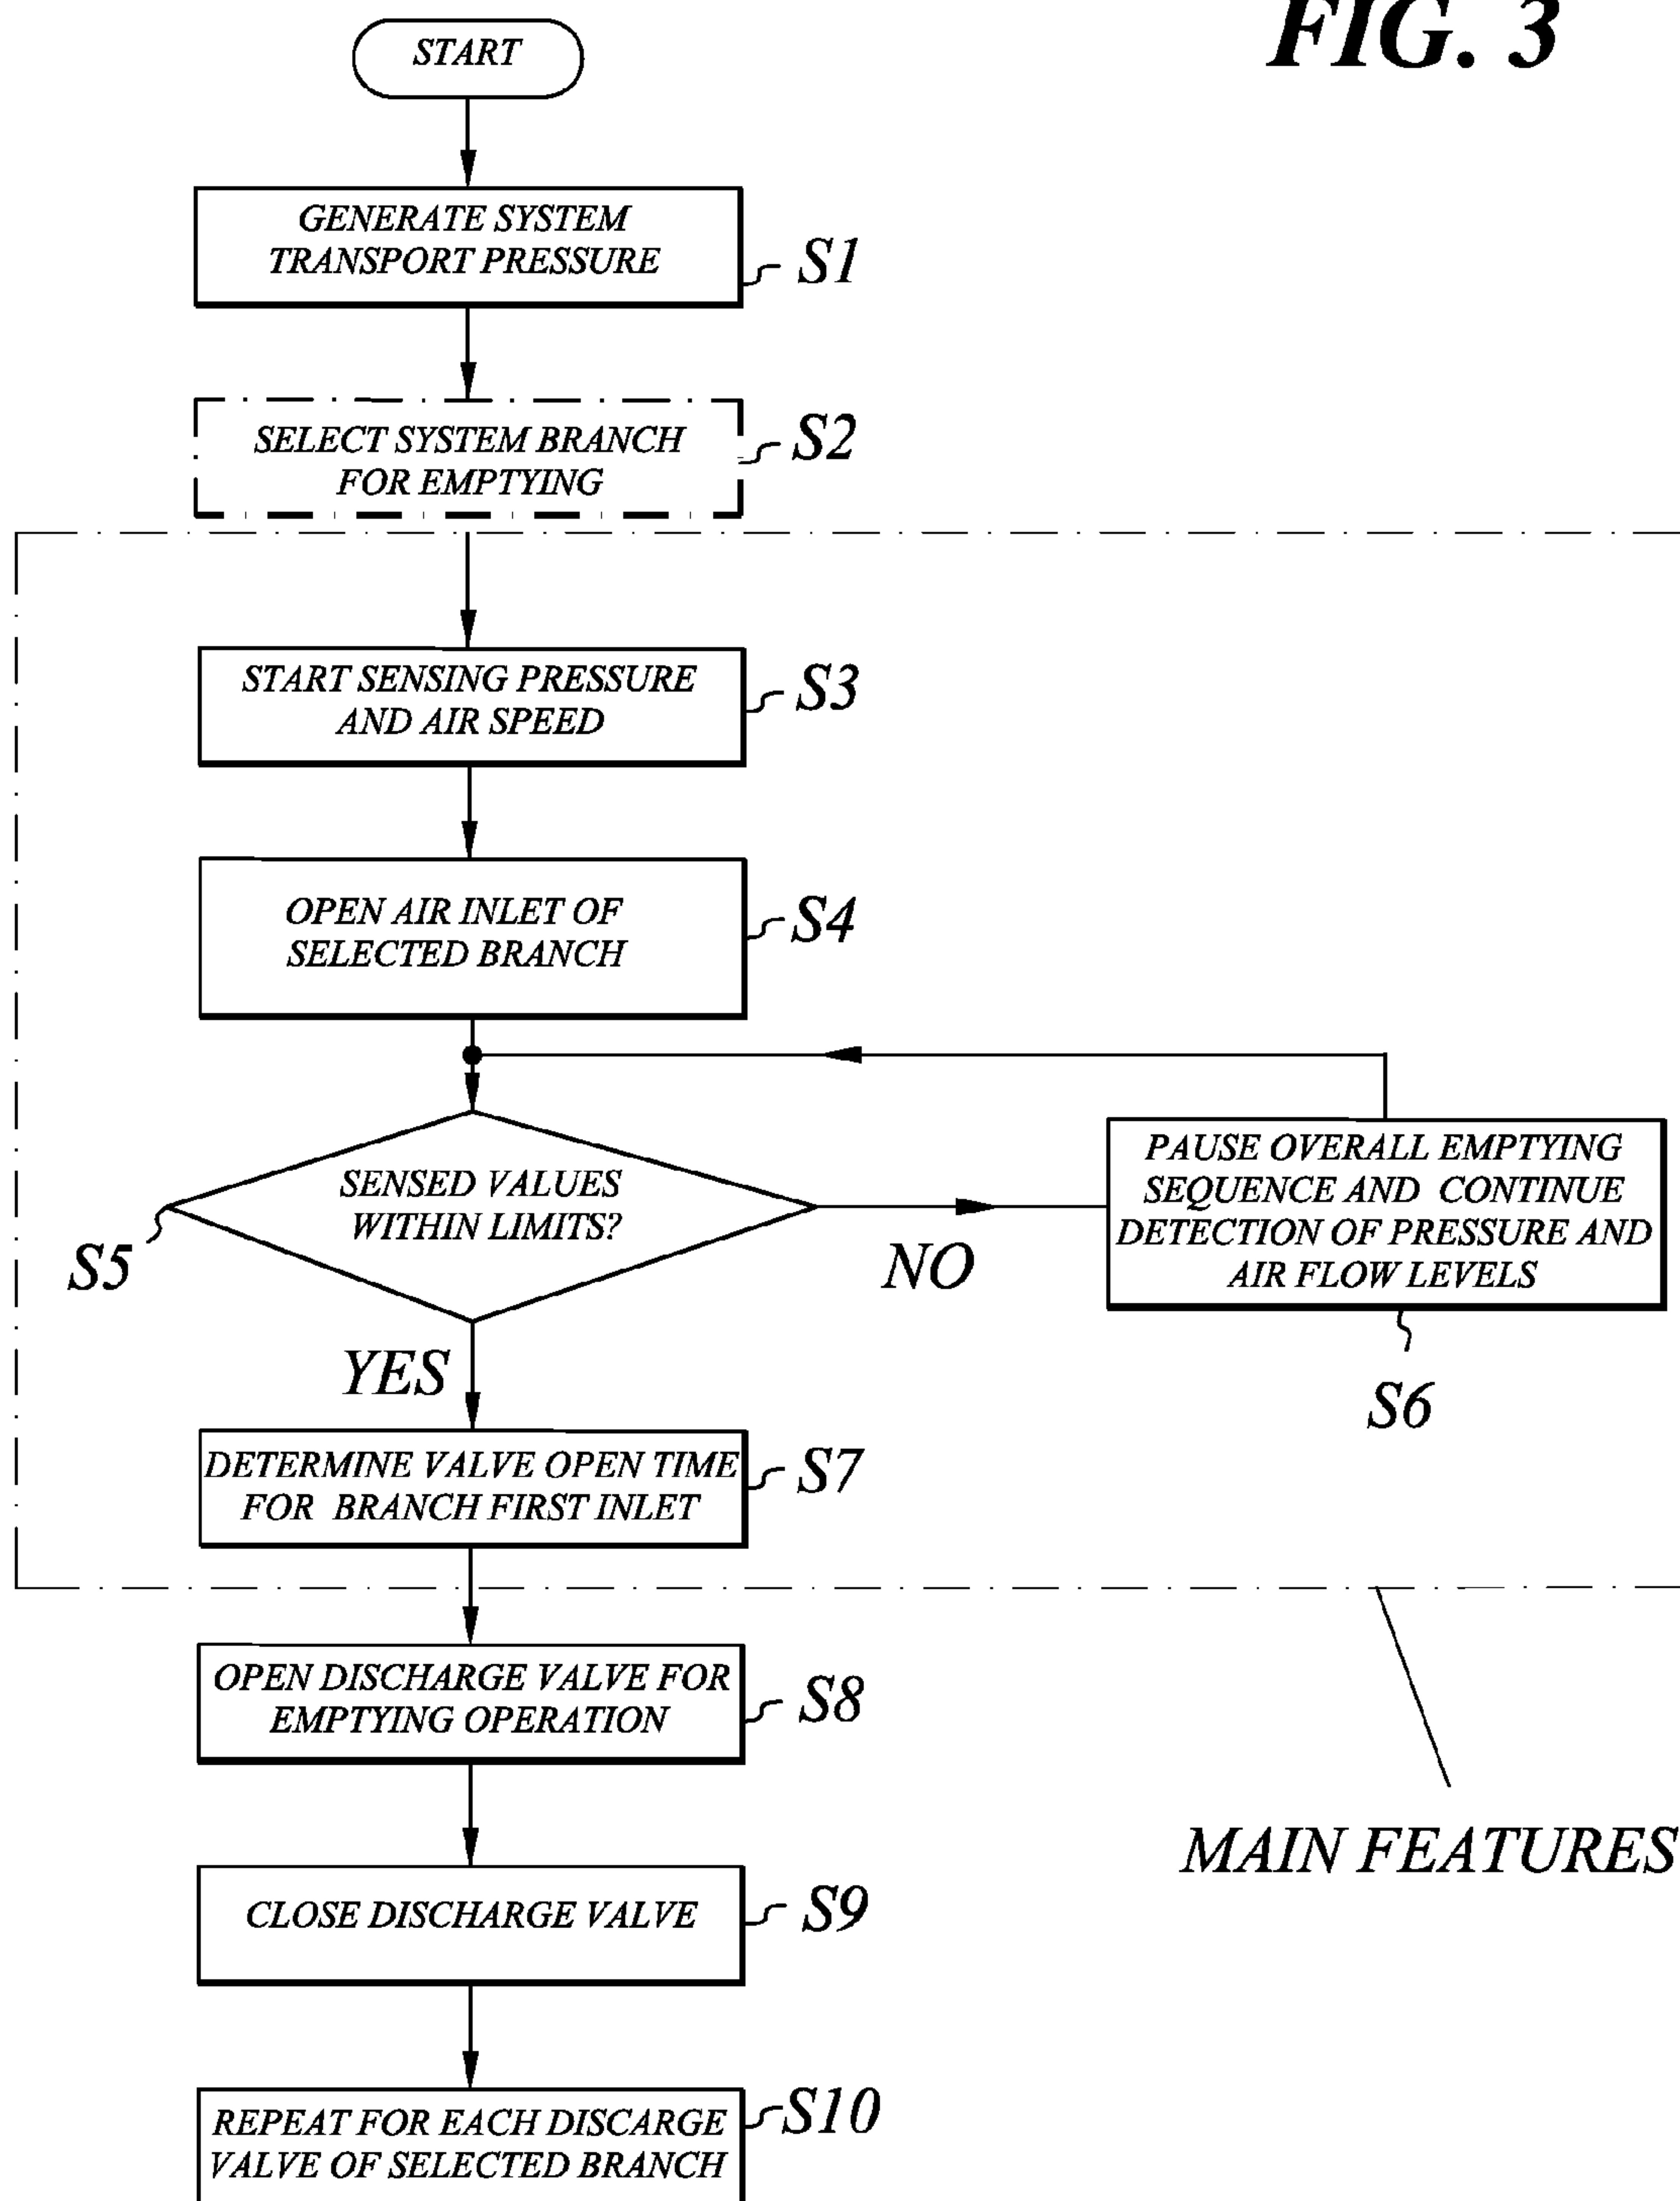 FIG. 3
START
GENERATE SYSTEM
TRANSPORT PRESSURE
S1
SELECT SYSTEM BRANCH
FOR EMPTYING
S2
START SENSING PRESSURE
AND AIR SPEED
S3
OPEN AIR INLET OF
SELECTED BRANCH
S4
SENSED VALUES
WITHIN LIMITS?
S5
NO
PAUSE OVERALL EMPTYING
SEQUENCE AND CONTINUE
DETECTION OF PRESSURE AND
AIR FLOW LEVELS
S6
YES
DETERMINE VALVE OPEN TIME
FOR BRANCH FIRST INLET
S7
OPEN DISCHARGE VALVE FOR
EMPTYING OPERATION
S8
MAIN FEATURES
CLOSE DISCHARGE VALVE
S9
REPEAT FOR EACH DISCARGE
VALVE OF SELECTED BRANCH
S10